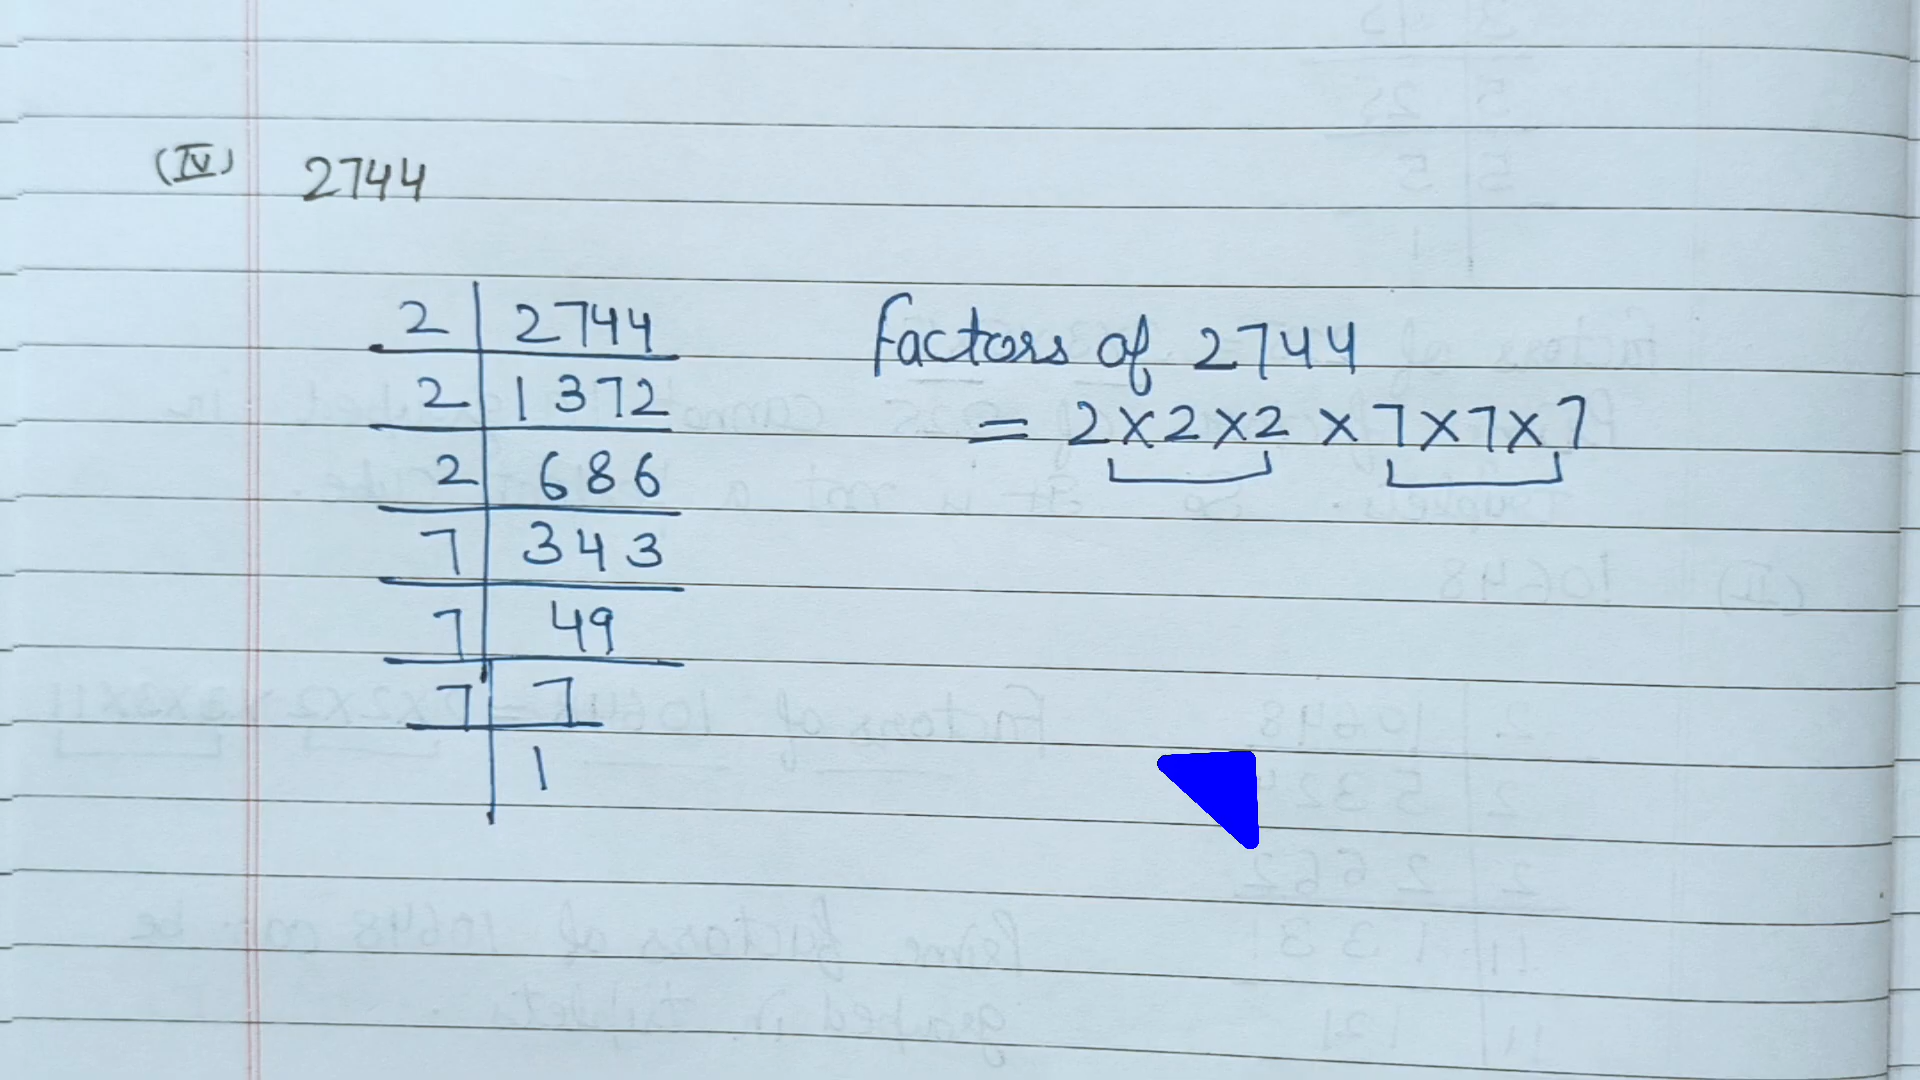 (IV) 2744
2 | 2744
2 | 1372
2 | 686
7 | 343
7 | 49
7 | 7
1
factors of 2744
= 2×2×2 × 7×7×7